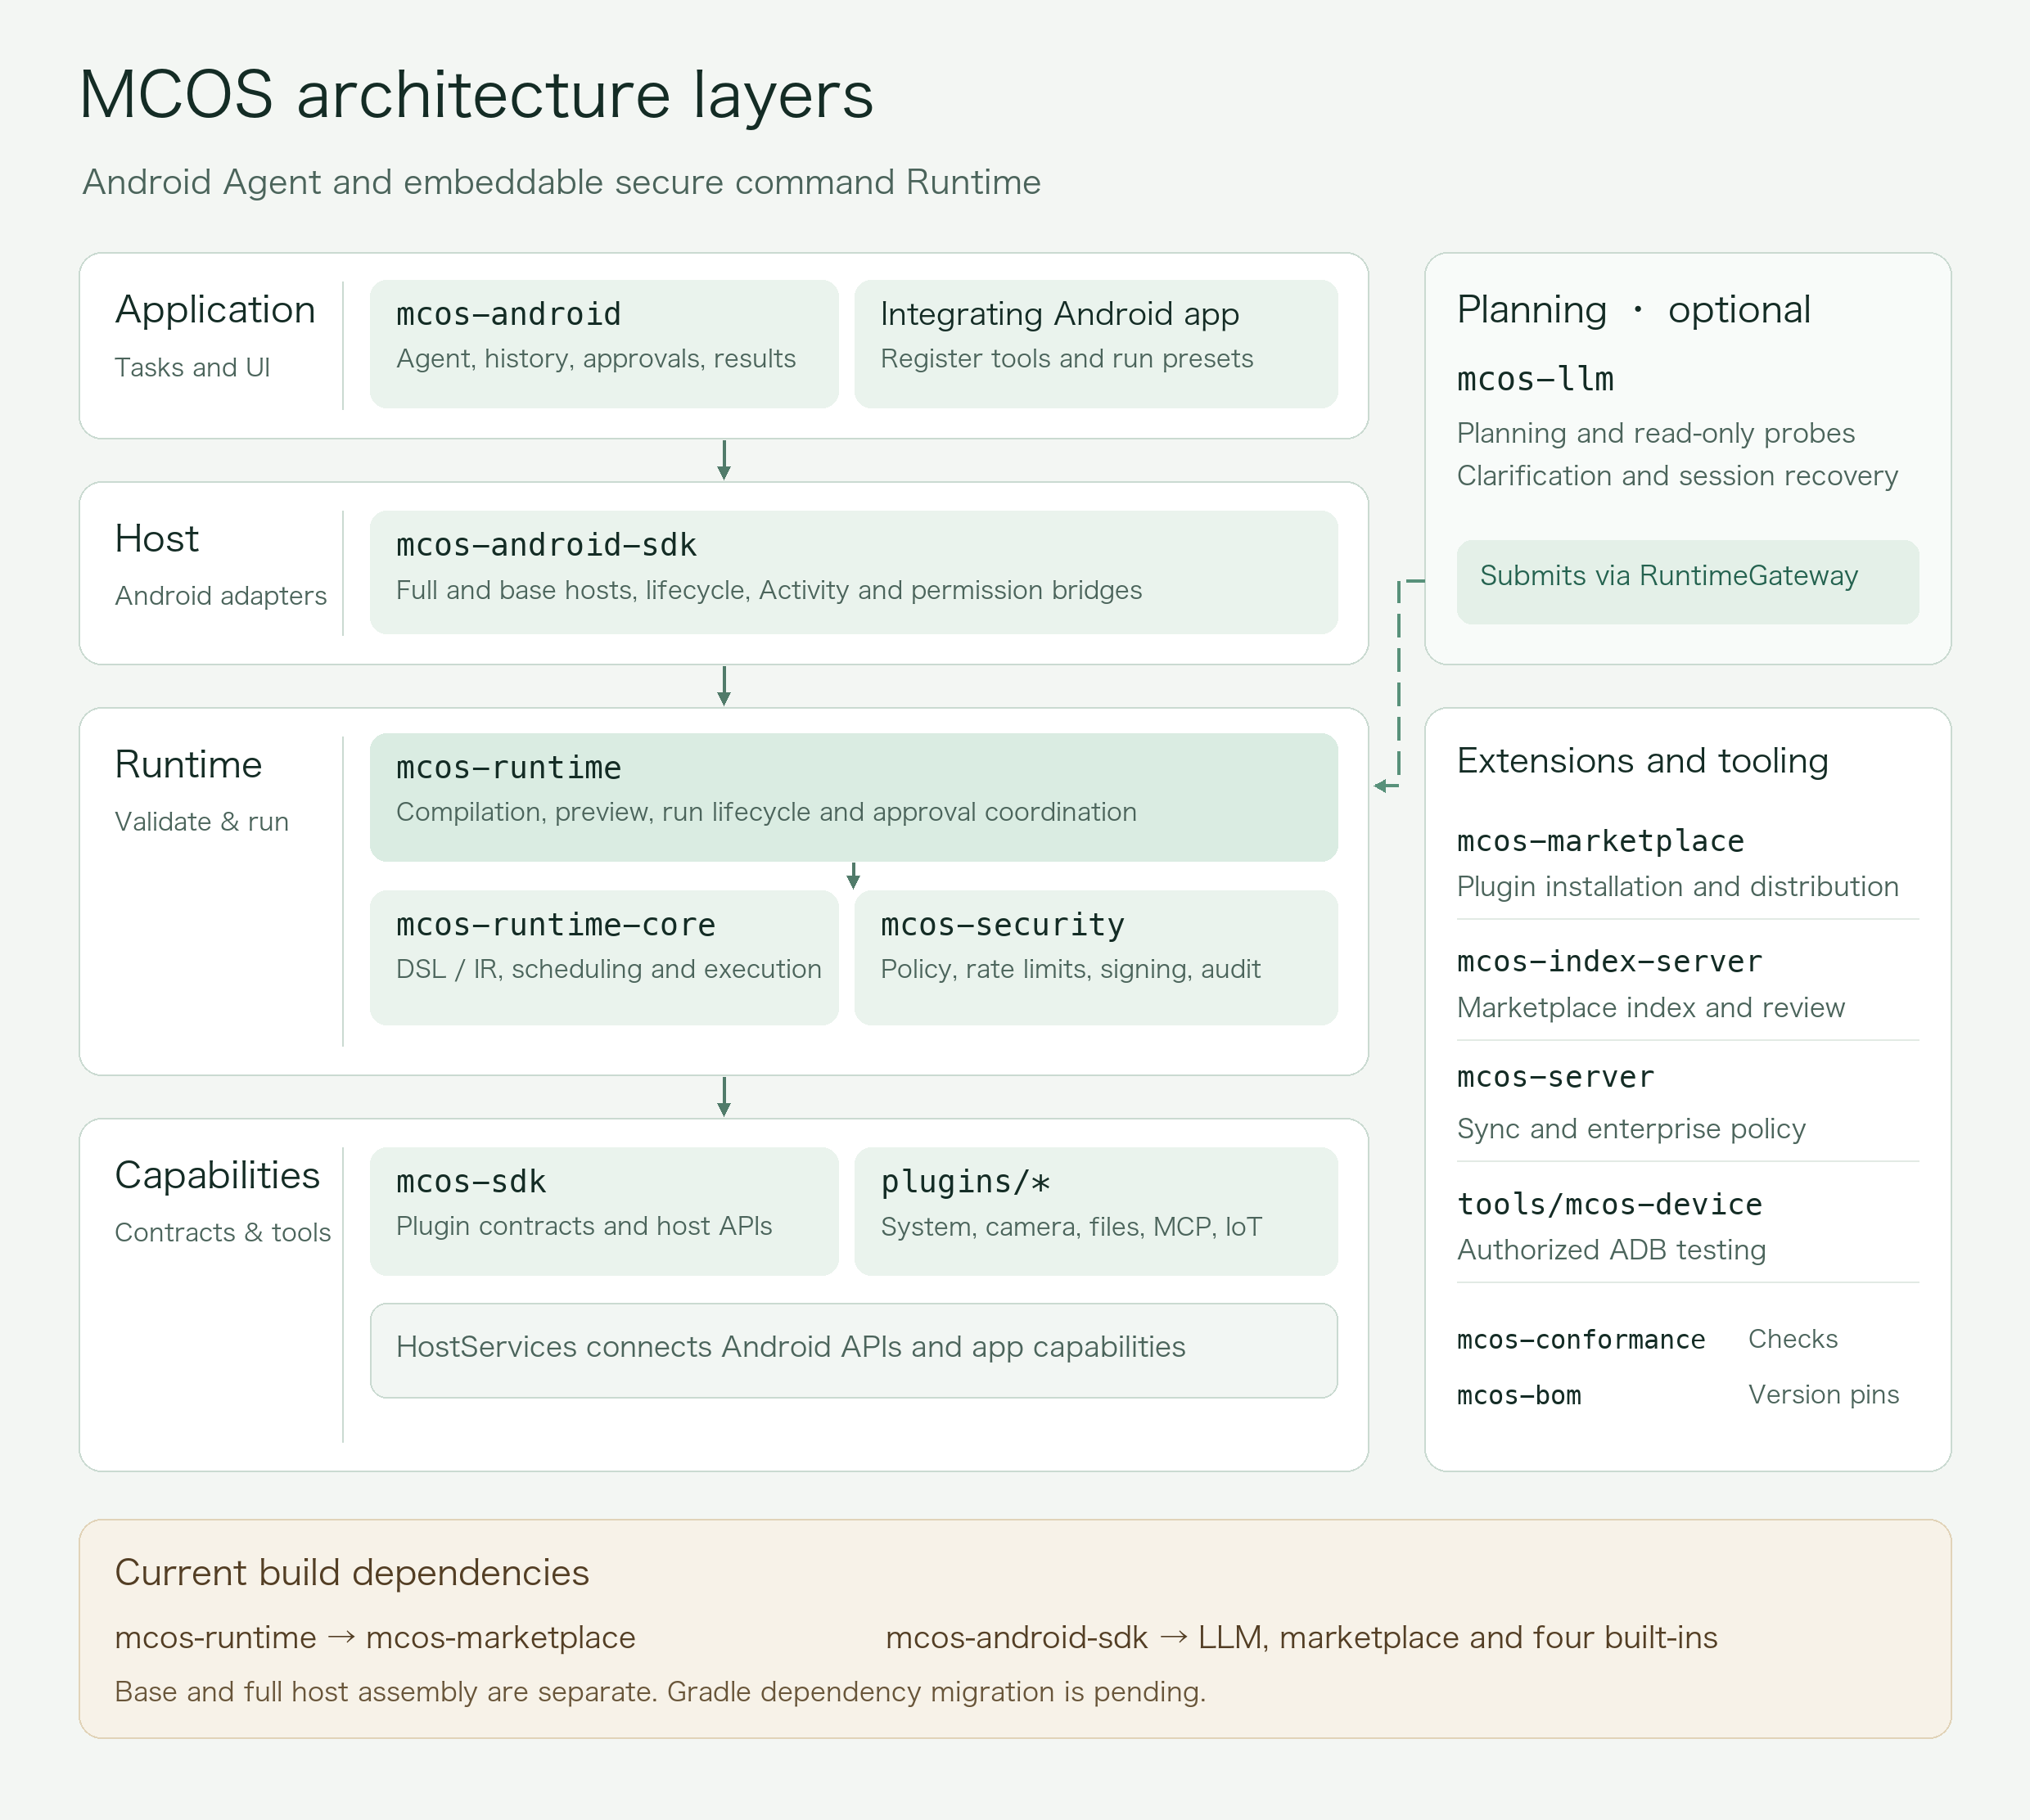 MCOS architecture layers
Android Agent and embeddable secure command Runtime
Application
Tasks and UI
mcos-android
Agent, history, approvals, results
Integrating Android app
Register tools and run presets
Host
Android adapters
mcos-android-sdk
Full and base hosts, lifecycle, Activity and permission bridges
Runtime
Validate & run
mcos-runtime
Compilation, preview, run lifecycle and approval coordination
mcos-runtime-core
DSL / IR, scheduling and execution
mcos-security
Policy, rate limits, signing, audit
Capabilities
Contracts & tools
mcos-sdk
Plugin contracts and host APIs
plugins/*
System, camera, files, MCP, IoT
HostServices connects Android APIs and app capabilities
Planning · optional
mcos-llm
Planning and read-only probes
Clarification and session recovery
Submits via RuntimeGateway
Extensions and tooling
mcos-marketplace
Plugin installation and distribution
mcos-index-server
Marketplace index and review
mcos-server
Sync and enterprise policy
tools/mcos-device
Authorized ADB testing
mcos-conformance Checks
mcos-bom Version pins
Current build dependencies
mcos-runtime → mcos-marketplace
mcos-android-sdk → LLM, marketplace and four built-ins
Base and full host assembly are separate. Gradle dependency migration is pending.